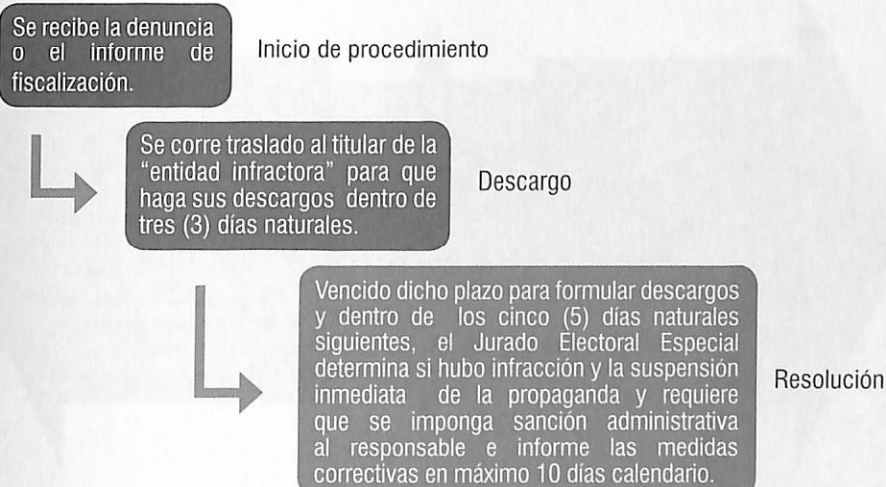 Se recibe la denuncia
o el informe de
fiscalización.
Inicio de procedimiento
Se corre traslado al titular de la
“entidad infractora” para que
haga sus descargos dentro de
tres (3) días naturales.
Descargo
Vencido dicho plazo para formular descargos
y dentro de los cinco (5) días naturales
siguientes, el Jurado Electoral Especial
determina si hubo infracción y la suspensión
inmediata de la propaganda y requiere
que se imponga sanción administrativa
al responsable e informe las medidas
correctivas en máximo 10 días calendario.
Resolución